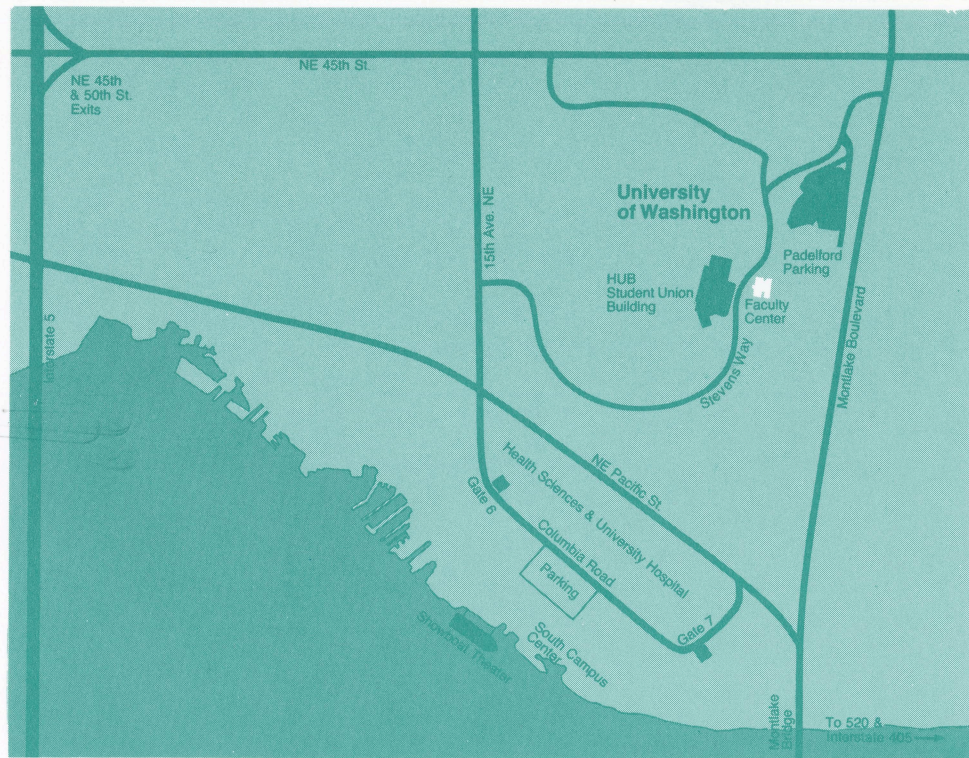 NE 45th St.
NE 45th
& 50th St.
Exits
15th Ave. NE
University
of Washington
Padelford
Parking
HUB
Student Union
Building
Faculty
Center
Stevens Way
Montlake Boulevard
Interstate 5
NE Pacific St.
Health Sciences & University Hospital
Gate 6
Columbia Road
Parking
Gate 7
South Campus
Center
Showboat Theater
Montlake
Bridge
To 520 &
Interstate 405